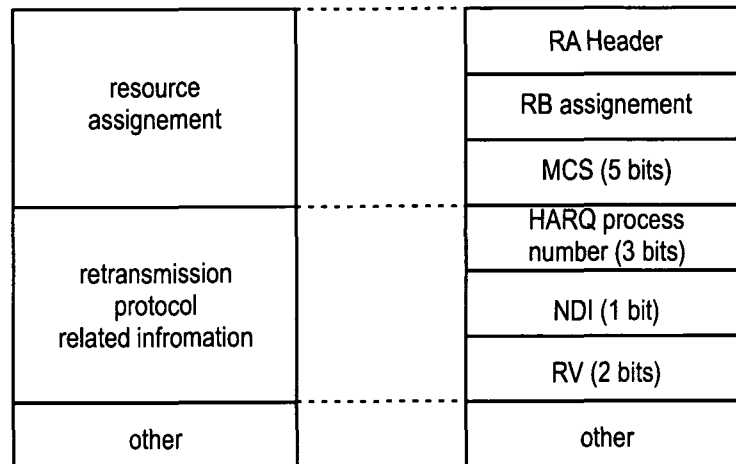 resource
assignement
retransmission
protocol
related infromation
other
RA Header
RB assignement
MCS (5 bits)
HARQ process
number (3 bits)
NDI (1 bit)
RV (2 bits)
other